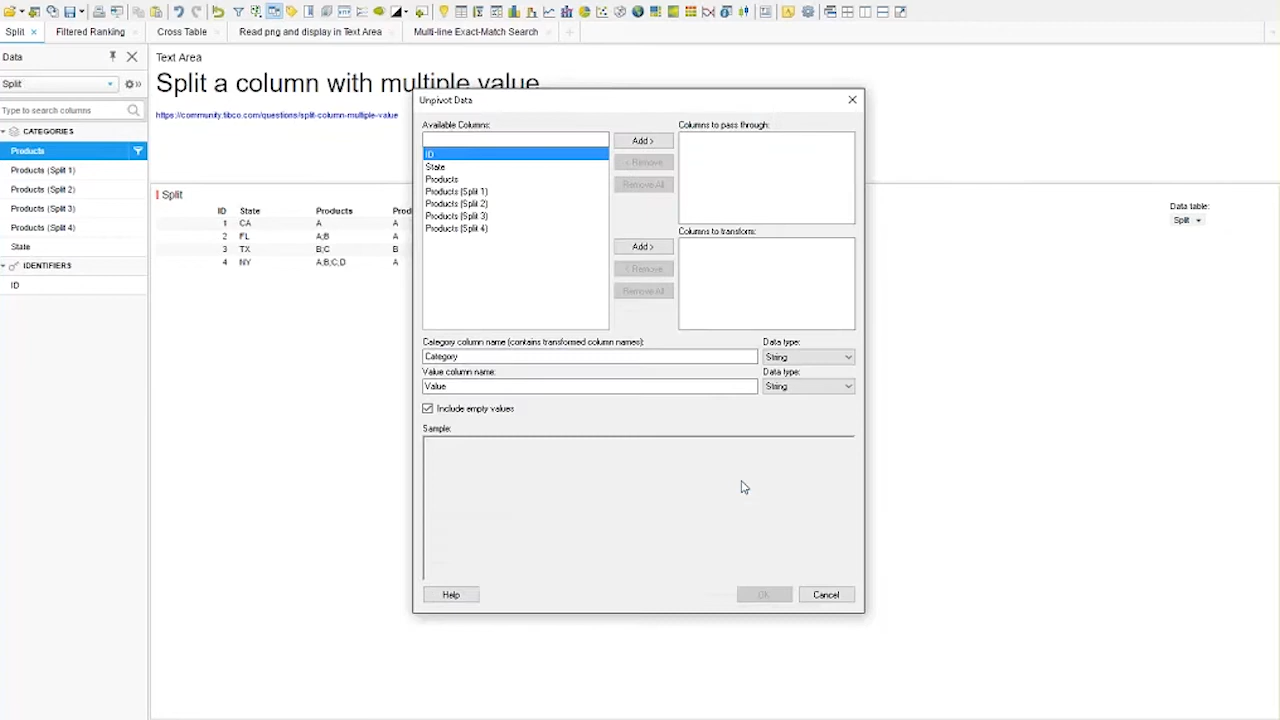 Split
Filtered Ranking
Cross Table
Read png and display in Text Area
Multi-line Exact-Match Search
Data
Split
Type to search columns
CATEGORIES
Products
Products (Split 1)
Products (Split 2)
Products (Split 3)
Products (Split 4)
State
IDENTIFIERS
ID
Text Area
Split a column with multiple value
https://community.tibco.com/questions/split-column-multiple-value
Split
ID State Products
1 CA A A
2 FL A;B A
3 TX B;C B
4 NY A;B;C;D A
Data table:
Split
Unpivot Data
Available Columns:
ID
State
Products
Products (Split 1)
Products (Split 2)
Products (Split 3)
Products (Split 4)
Add >
< Remove
Remove All
Columns to pass through:
Add >
< Remove
Remove All
Columns to transform:
Category column name (contains transformed column names):
Data type:
Category
String
Value column name:
Data type:
Value
String
Include empty values
Sample:
Help
OK
Cancel